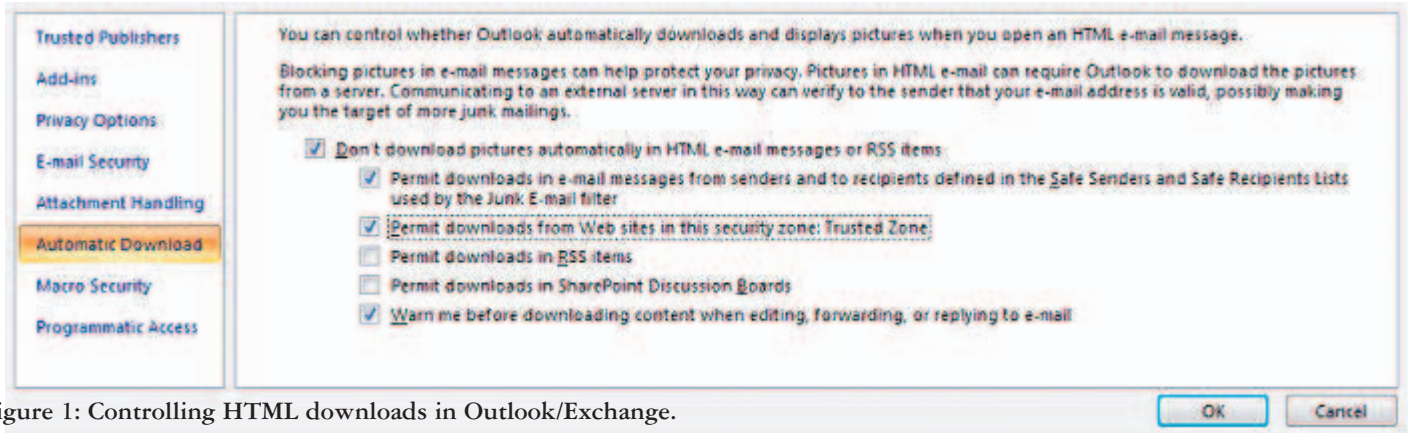 Trusted Publishers
Add-ins
Privacy Options
E-mail Security
Attachment Handling
Automatic Download
Macro Security
Programmatic Access
You can control whether Outlook automatically downloads and displays pictures when you open an HTML e-mail message.
Blocking pictures in e-mail messages can help protect your privacy. Pictures in HTML e-mail can require Outlook to download the pictures
from a server. Communicating to an external server in this way can verify to the sender that your e-mail address is valid, possibly making
you the target of more junk mailings.
Don't download pictures automatically in HTML e-mail messages or RSS items
Permit downloads in e-mail messages from senders and to recipients defined in the Safe Senders and Safe Recipients Lists
used by the Junk E-mail filter
Permit downloads from Web sites in this security zone: Trusted Zone
Permit downloads in RSS items
Permit downloads in SharePoint Discussion Boards
Warn me before downloading content when editing, forwarding, or replying to e-mail
igure 1: Controlling HTML downloads in Outlook/Exchange.
OK
Cancel